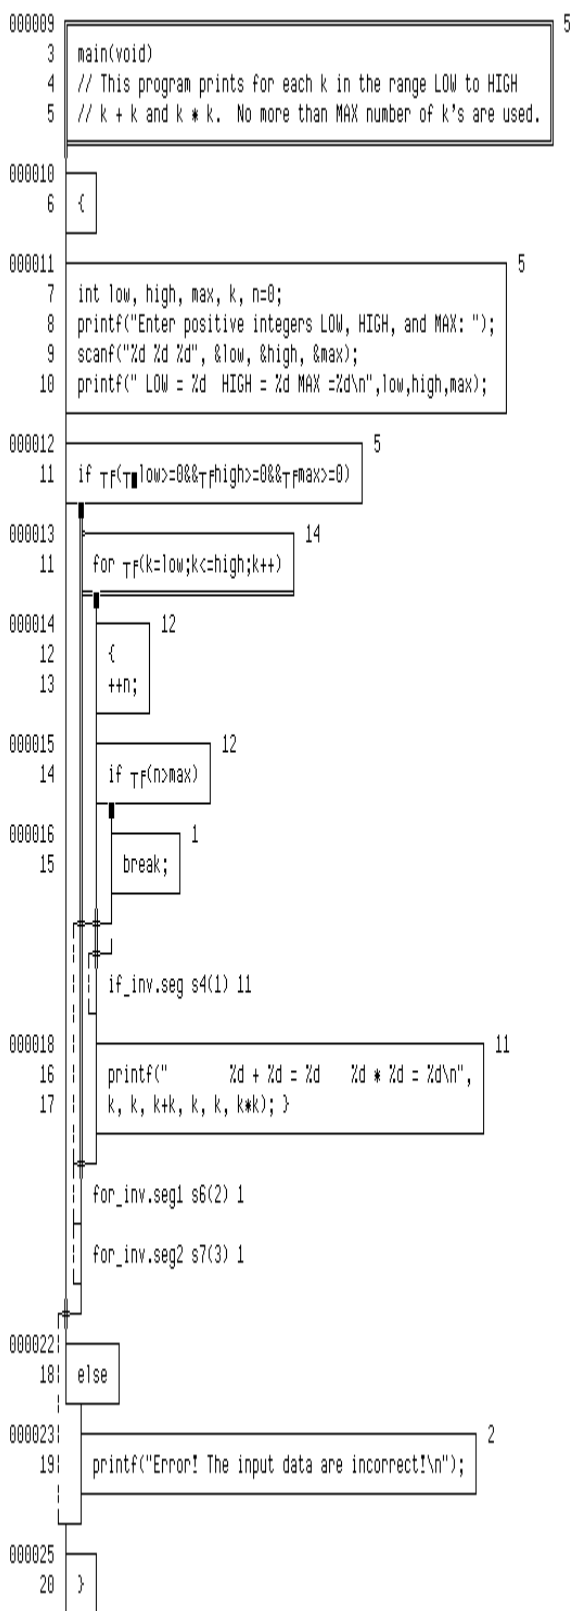 000009 5
3 main(void)
4 // This program prints for each k in the range LOW to HIGH
5 // k + k and k * k.  No more than MAX number of k's are used.
000010
6 {
000011 5
7 int low, high, max, k, n=0;
8 printf("Enter positive integers LOW, HIGH, and MAX: ");
9 scanf("%d %d %d", &low, &high, &max);
10 printf(" LOW = %d  HIGH = %d MAX =%d\n",low,high,max);
000012 5
11 if TF(T■low>=0&&TFhigh>=0&&TFmax>=0)
000013 14
11 for TF(k=low;k<=high;k++)
000014 12
12 {
13 ++n;
000015 12
14 if TF(n>max)
000016 1
15 break;
if_inv.seg s4(1) 11
000018 11
16 printf("        %d + %d = %d    %d * %d = %d\n",
17 k, k, k+k, k, k, k*k); }
for_inv.seg1 s6(2) 1
for_inv.seg2 s7(3) 1
000022
18 else
000023 2
19 printf("Error! The input data are incorrect!\n");
000025
20 }